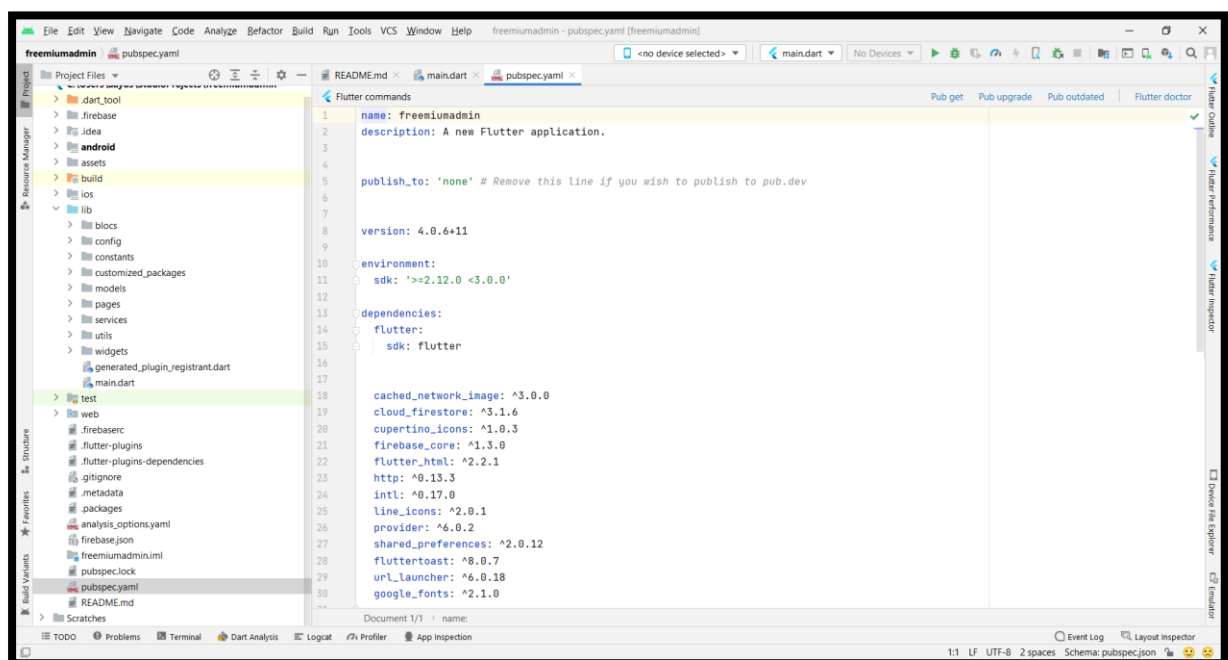 File Edit View Navigate Code Analyze Refactor Build Run Tools VCS Window Help freemiumadmin - pubspec.yaml [freemiumadmin]
freemiumadmin pubspec.yaml <no device selected> main.dart No Devices
Project Files README.md main.dart pubspec.yaml
.dart_tool
.firebase
.idea
android
assets
build
ios
lib
blocs
config
constants
customized_packages
models
pages
services
utils
widgets
generated_plugin_registrant.dart
main.dart
test
web
.firebaserc
.flutter-plugins
.flutter-plugins-dependencies
.gitignore
.metadata
.packages
analysis_options.yaml
firebase.json
freemiumadmin.iml
pubspec.lock
pubspec.yaml
README.md
Scratches
Flutter commands Pub get Pub upgrade Pub outdated Flutter doctor
1 name: freemiumadmin
2 description: A new Flutter application.
3
4
5 publish_to: 'none' # Remove this line if you wish to publish to pub.dev
6
7
8 version: 4.0.6+11
9
10 environment:
11 sdk: '>=2.12.0 <3.0.0'
12
13 dependencies:
14 flutter:
15 sdk: flutter
16
17
18 cached_network_image: ^3.0.0
19 cloud_firestore: ^3.1.6
20 cupertino_icons: ^1.0.3
21 firebase_core: ^1.3.0
22 flutter_html: ^2.2.1
23 http: ^0.13.3
24 intl: ^0.17.0
25 line_icons: ^2.0.1
26 provider: ^6.0.2
27 shared_preferences: ^2.0.12
28 fluttertoast: ^8.0.7
29 url_launcher: ^6.0.18
30 google_fonts: ^2.1.0
Document 1/1 name:
Project
Resource Manager
Structure
Favorites
Build Variants
Flutter Outline
Flutter Performance
Flutter Inspector
Device File Explorer
Emulator
TODO Problems Terminal Dart Analysis Logcat Profiler App Inspection Event Log Layout Inspector
1:1 LF UTF-8 2 spaces Schema: pubspec.json